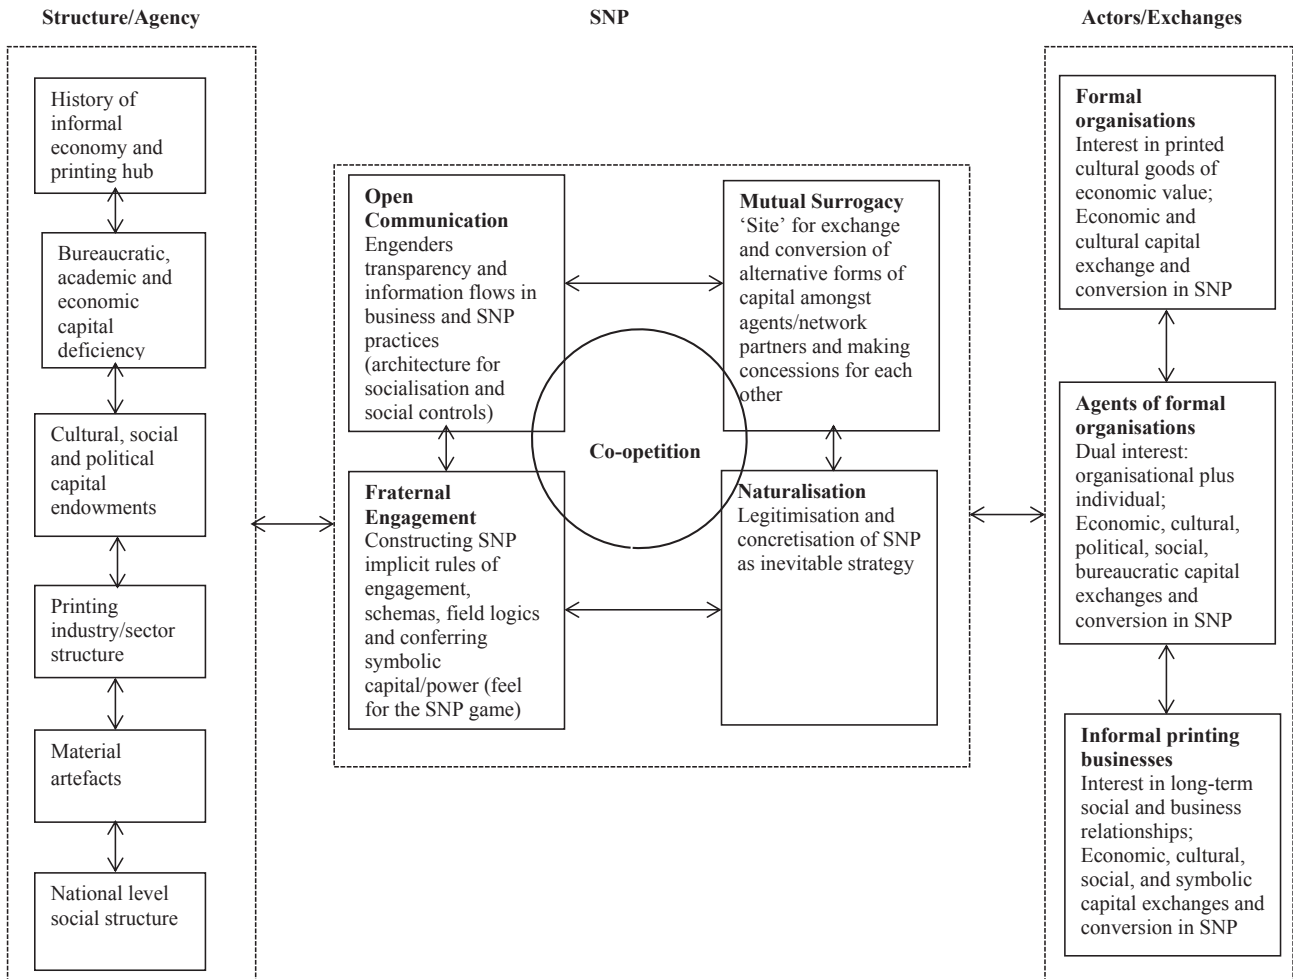 Structure/Agency
SNP
Actors/Exchanges
History of
informal
economy and
printing hub
Bureaucratic,
academic and
economic
capital
deficiency
Cultural, social
and political
capital
endowments
Printing
industry/sector
structure
Material
artefacts
National level
social structure
Open
Communication
Engenders
transparency and
information flows in
business and SNP
practices
(architecture for
socialisation and
social controls)
Mutual Surrogacy
‘Site’ for exchange
and conversion of
alternative forms of
capital amongst
agents/network
partners and making
concessions for each
other
Co-opetition
Fraternal
Engagement
Constructing SNP
implicit rules of
engagement,
schemas, field logics
and conferring
symbolic
capital/power (feel
for the SNP game)
Naturalisation
Legitimisation and
concretisation of SNP
as inevitable strategy
Formal
organisations
Interest in printed
cultural goods of
economic value;
Economic and
cultural capital
exchange and
conversion in SNP
Agents of formal
organisations
Dual interest:
organisational plus
individual;
Economic, cultural,
political, social,
bureaucratic capital
exchanges and
conversion in SNP
Informal printing
businesses
Interest in long-term
social and business
relationships;
Economic, cultural,
social, and symbolic
capital exchanges and
conversion in SNP